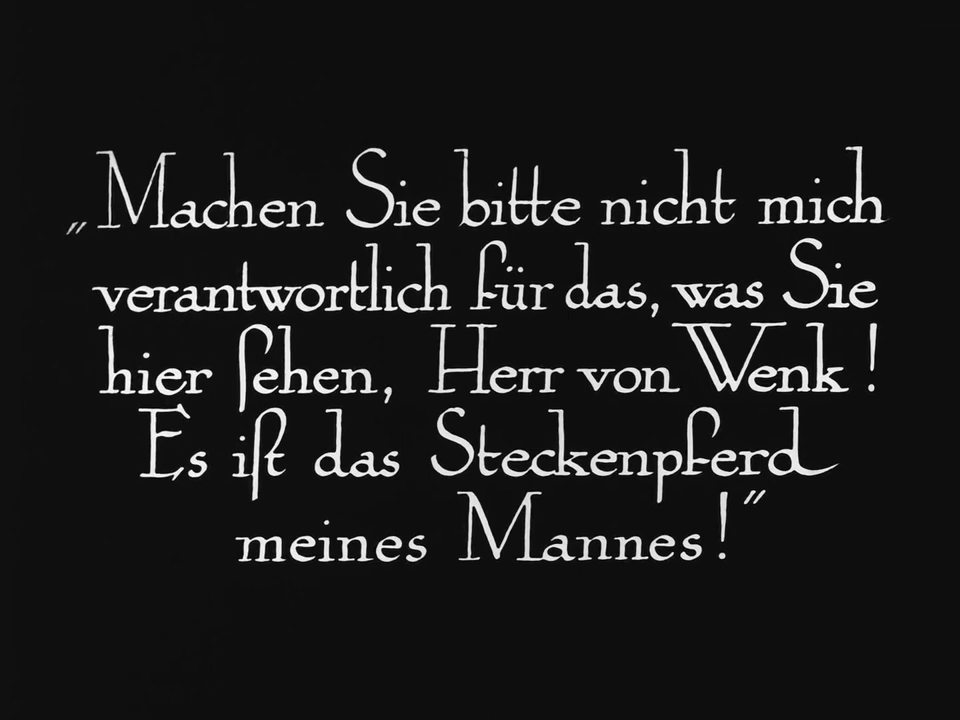 „Machen Sie bitte nicht mich
verantwortlich für das, was Sie
hier ſehen, Herr von Wenk!
Es iſt das Steckenpferd
meines Mannes!”